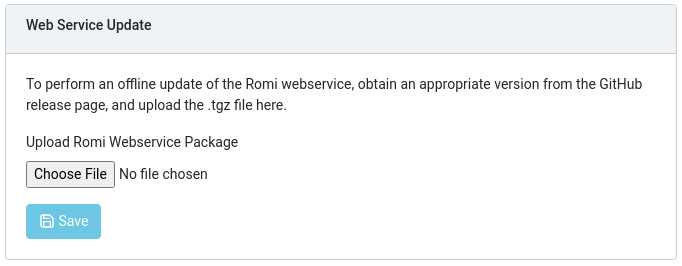 Web Service Update
To perform an offline update of the Romi webservice, obtain an appropriate version from the GitHub
release page, and upload the .tgz file here.
Upload Romi Webservice Package
Choose File No file chosen
Save